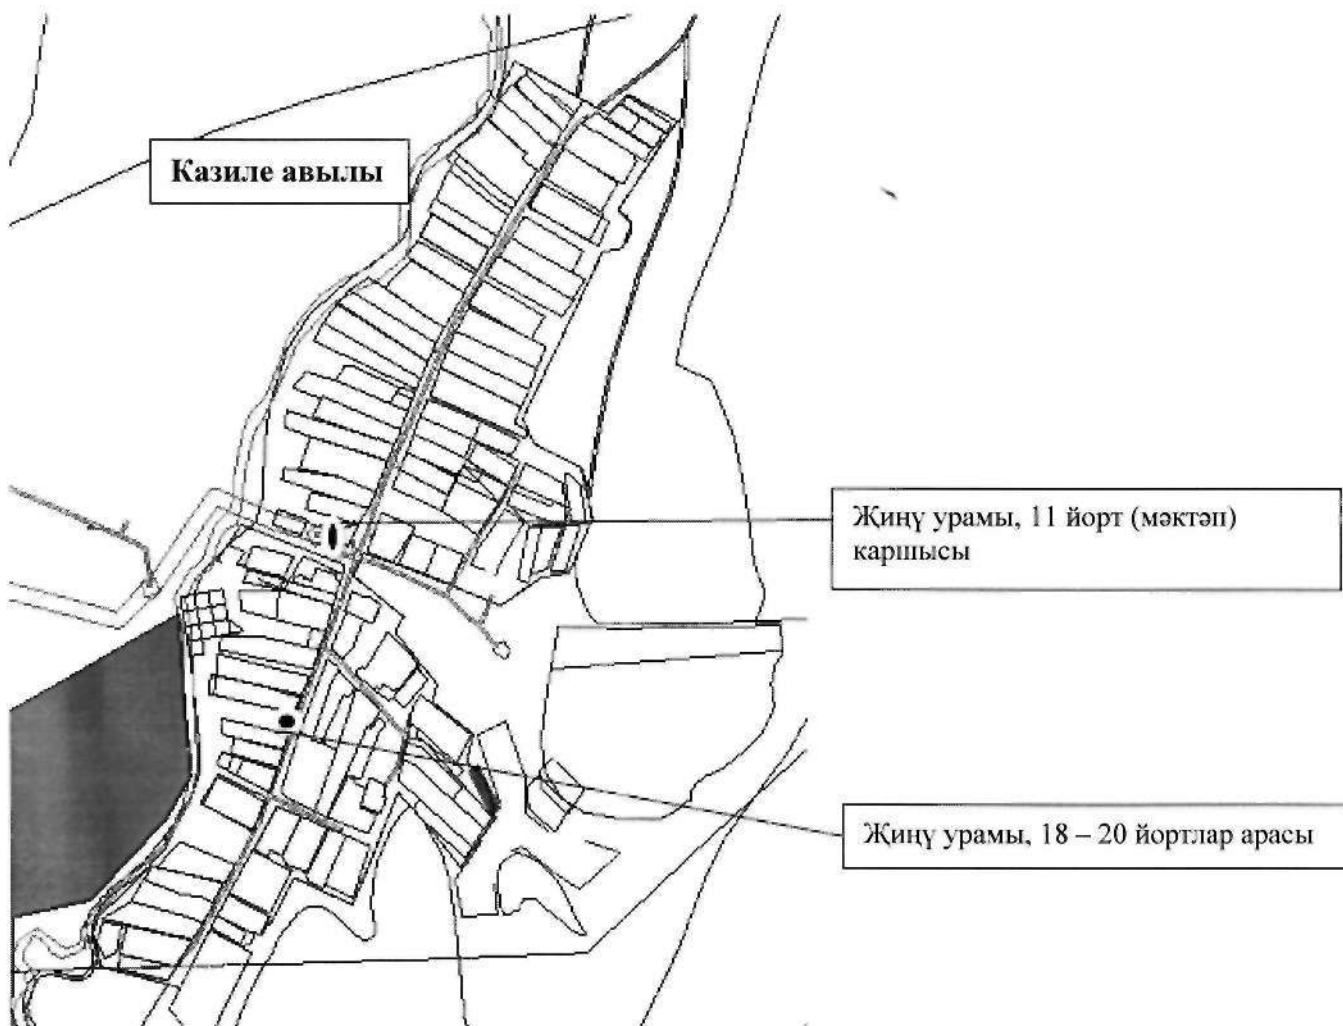 Казиле авылы
Җиңү урамы, 11 йорт (мәктәп)
каршысы
Җиңү урамы, 18 – 20 йортлар арасы